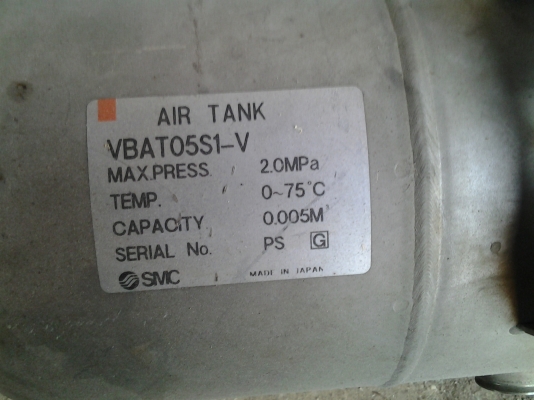 AIR TANK
VBAT05S1-V
MAX.PRESS. 2.0MPa
TEMP. 0~75°C
CAPACITY 0.005M
SERIAL No. PS G
SMC MADE IN JAPAN